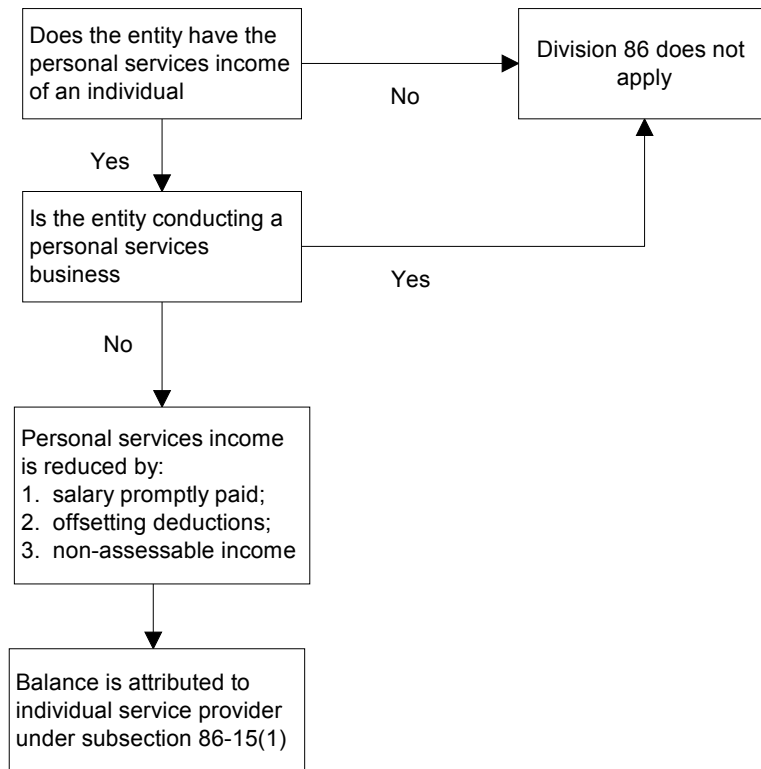 Does the entity have the
personal services income
of an individual
Division 86 does not
apply
No
Yes
Is the entity conducting a
personal services
business
Yes
No
Personal services income
is reduced by:
1. salary promptly paid;
2. offsetting deductions;
3. non-assessable income
Balance is attributed to
individual service provider
under subsection 86-15(1)